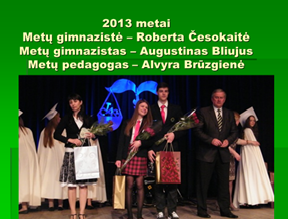 2013 metai
Metų gimnazistė – Roberta Česokaitė
Metų gimnazistas – Augustinas Bliujus
Metų pedagogas – Alvyra Brūzgienė